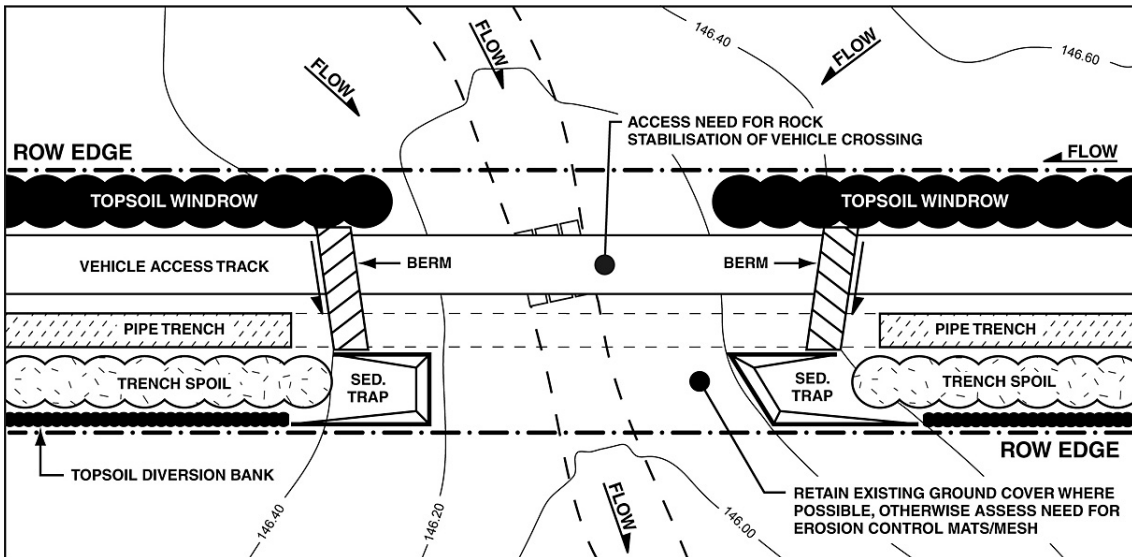 FLOW
FLOW
146.40
FLOW
146.60
ACCESS NEED FOR ROCK
STABILISATION OF VEHICLE CROSSING
ROW EDGE
FLOW
TOPSOIL WINDROW
TOPSOIL WINDROW
VEHICLE ACCESS TRACK
BERM
BERM
PIPE TRENCH
PIPE TRENCH
TRENCH SPOIL
SED.
TRAP
SED.
TRAP
TRENCH SPOIL
ROW EDGE
TOPSOIL DIVERSION BANK
146.40
146.20
FLOW
146.00
RETAIN EXISTING GROUND COVER WHERE
POSSIBLE, OTHERWISE ASSESS NEED FOR
EROSION CONTROL MATS/MESH